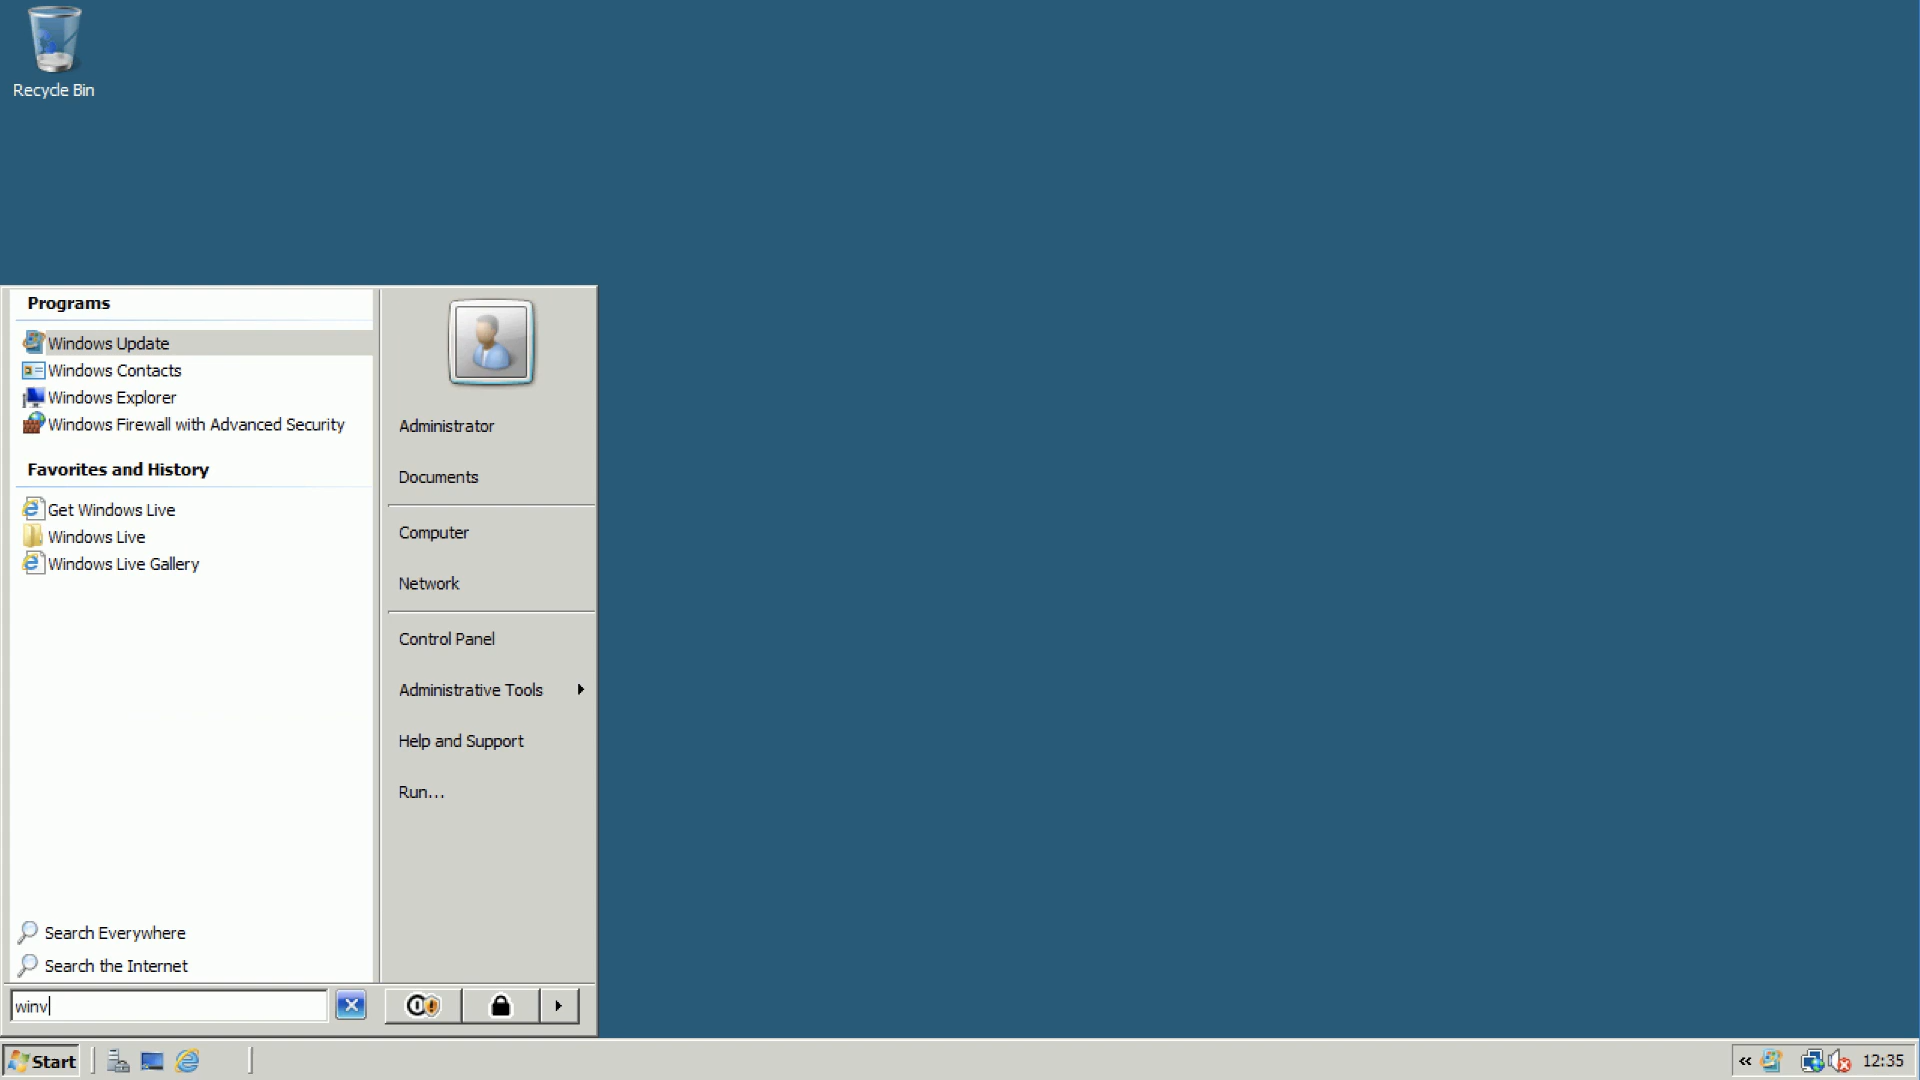 Recycle Bin
Programs
Windows Update
Windows Contacts
Windows Explorer
Windows Firewall with Advanced Security
Favorites and History
Get Windows Live
Windows Live
Windows Live Gallery
Search Everywhere
Search the Internet
winv
Administrator
Documents
Computer
Network
Control Panel
Administrative Tools
Help and Support
Run...
Start
12:35